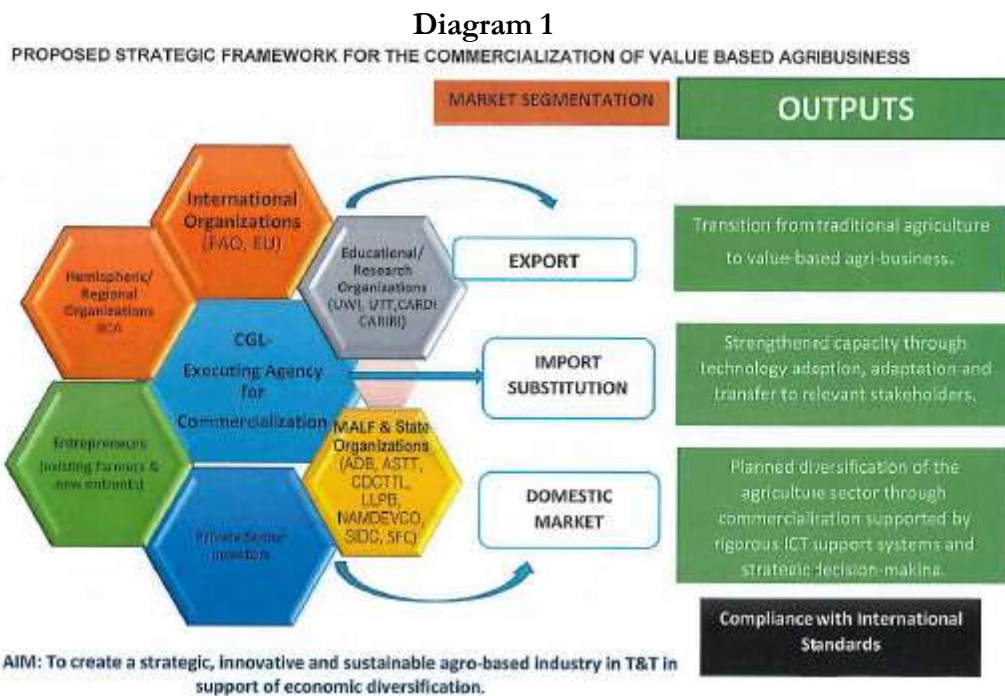 Diagram 1
PROPOSED STRATEGIC FRAMEWORK FOR THE COMMERCIALIZATION OF VALUE BASED AGRIBUSINESS
MARKET SEGMENTATION
OUTPUTS
International
Organizations
(FAO, EU)
Hemispheric/
Regional
Organizations
IICA
Educational/
Research
Organizations
(UWI, UTT,CARDI
CARIRI)
CGL-
Executing Agency
for
Commercialization
Entrepreneurs
(existing farmers &
new entrants)
MALF & State
Organizations
(ADB, ASTT,
CDCTTL,
LLPB,
NAMDEVCO,
SIDC, SFC)
Private Sector
Investors
EXPORT
IMPORT
SUBSTITUTION
DOMESTIC
MARKET
Transition from traditional agriculture
to value-based agri-business.
Strengthened capacity through
technology adoption, adaptation and
transfer to relevant stakeholders.
Planned diversification of the
agriculture sector through
commercialization supported by
rigorous ICT support systems and
strategic decision-making.
Compliance with International
Standards
AIM: To create a strategic, innovative and sustainable agro-based industry in T&T in
support of economic diversification.